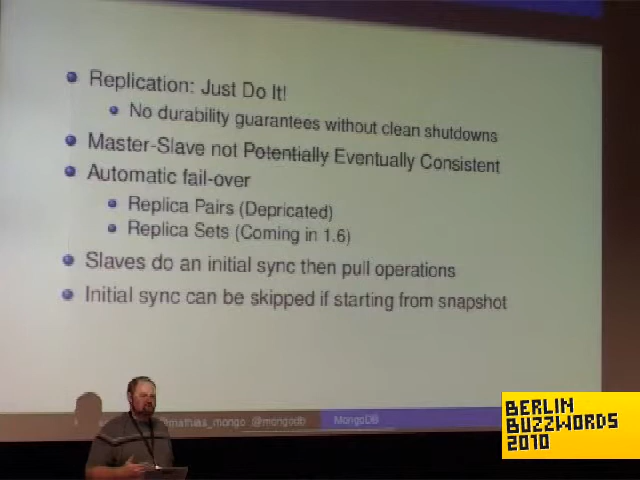 Replication: Just Do It!
No durability guarantees without clean shutdowns
Master-Slave not Potentially Eventually Consistent
Automatic fail-over
Replica Pairs (Depricated)
Replica Sets (Coming in 1.6)
Slaves do an initial sync then pull operations
Initial sync can be skipped if starting from snapshot
@mathias_mongo @mongodb MongoDB
BERLIN
BUZZWORDS
2010